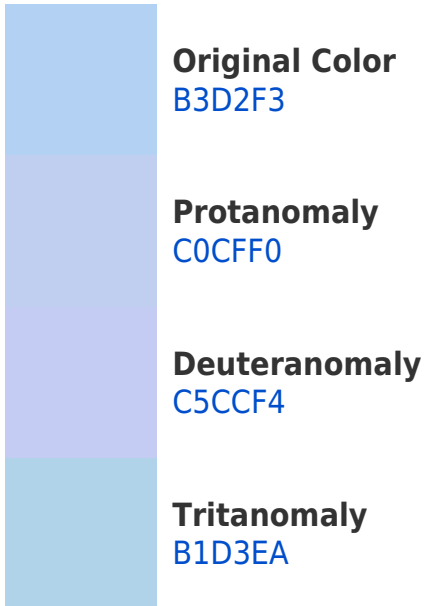 Original Color
B3D2F3
Protanomaly
C0CFF0
Deuteranomaly
C5CCF4
Tritanomaly
B1D3EA